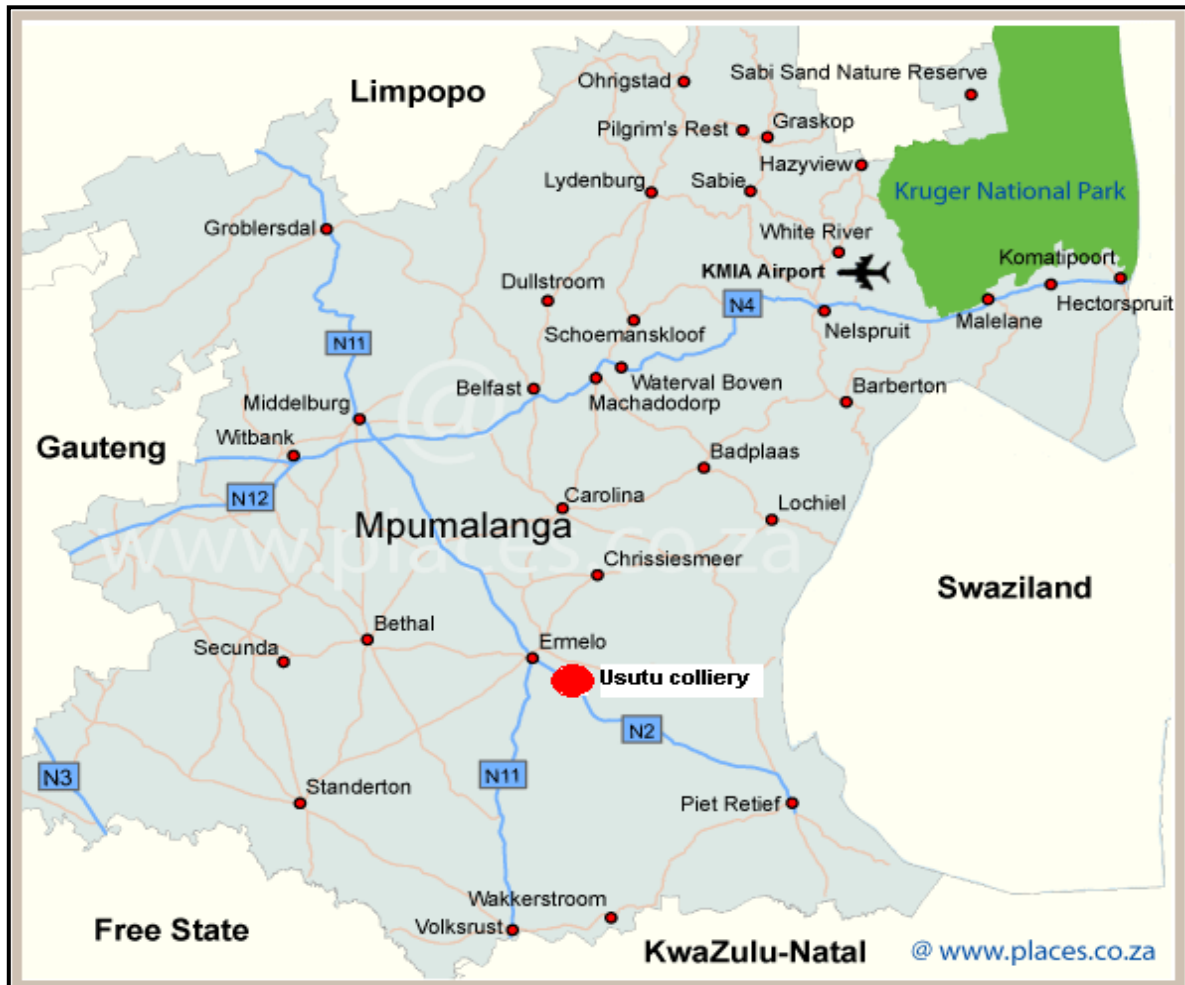 Limpopo
Ohrigstad
Sabi Sand Nature Reserve
Pilgrim's Rest
Graskop
Hazyview
Lydenburg
Sabie
Kruger National Park
Groblersdal
White River
KMIA Airport
Komatipoort
Dullstroom
Hectorspruit
N4
Malelane
Schoemanskloof
Nelspruit
N11
Belfast
Waterval Boven
Machadodorp
Barberton
Middelburg
@
Gauteng
Witbank
Badplaas
N12
Carolina
Lochiel
Mpumalanga
www.places.co.za
Chrissiesmeer
Swaziland
Bethal
Ermelo
Secunda
Usutu colliery
N2
N3
N11
Standerton
Piet Retief
Wakkerstroom
Volksrust
Free State
KwaZulu-Natal
@ www.places.co.za